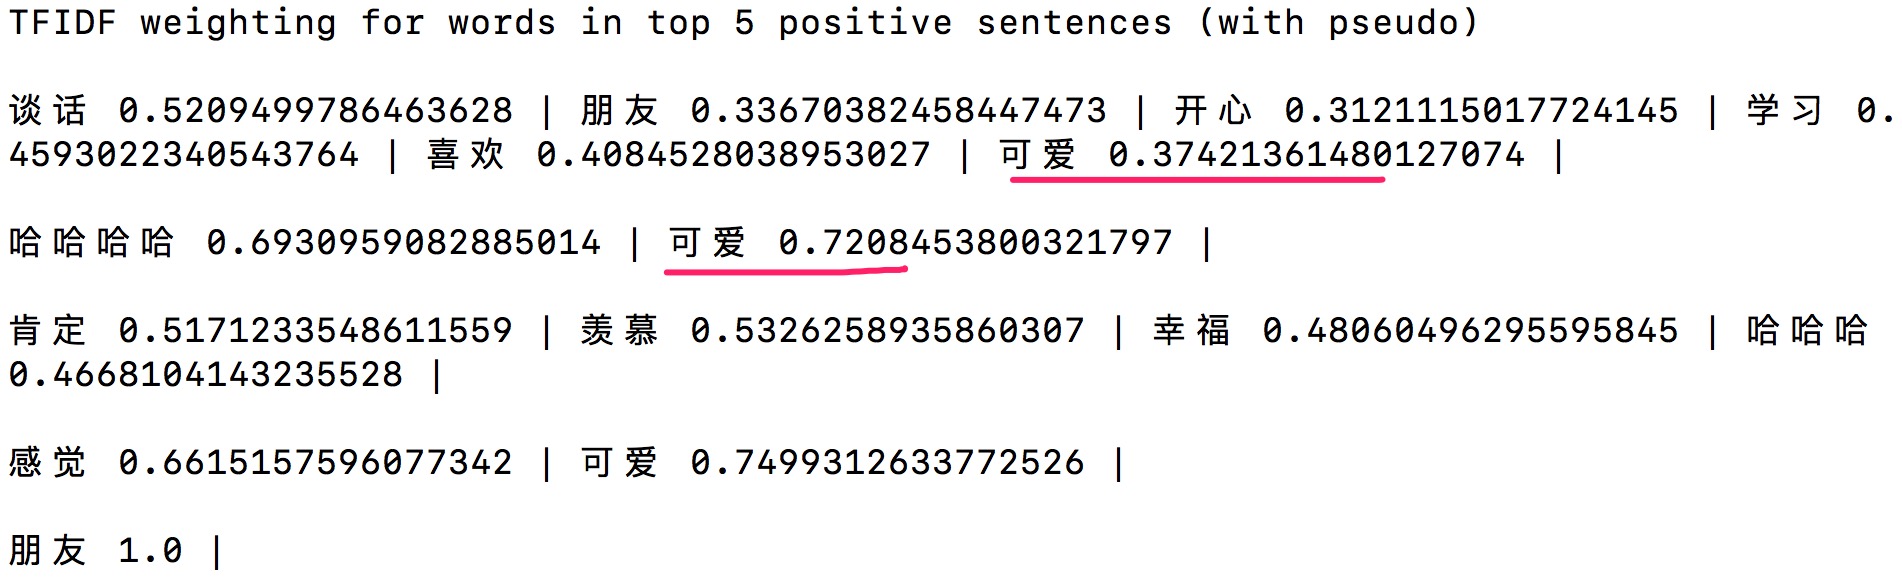 TFIDF weighting for words in top 5 positive sentences (with pseudo)
谈话 0.5209499786463628 | 朋友 0.33670382458447473 | 开心 0.3121115017724145 | 学习 0.
4593022340543764 | 喜欢 0.4084528038953027 | 可爱 0.37421361480127074 |
哈哈哈哈 0.6930959082885014 | 可爱 0.7208453800321797 |
肯定 0.5171233548611559 | 羡慕 0.5326258935860307 | 幸福 0.48060496295595845 | 哈哈哈
0.4668104143235528 |
感觉 0.6615157596077342 | 可爱 0.7499312633772526 |
朋友 1.0 |